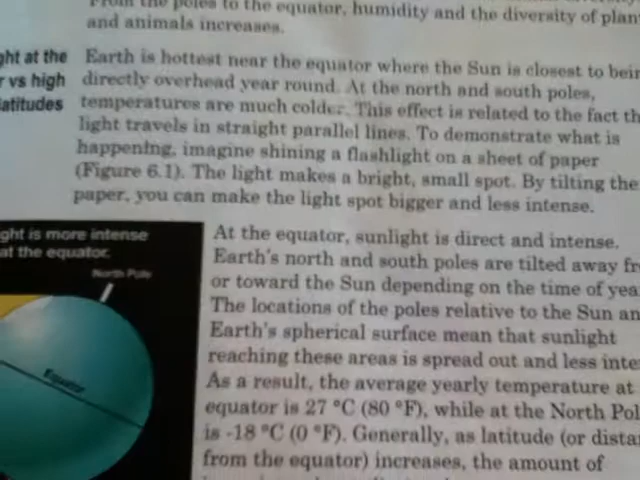 From the poles to the equator, humidity and the diversity of plan
and animals increases.
ght at the
r vs high
latitudes
Earth is hottest near the equator where the Sun is closest to bein
directly overhead year round. At the north and south poles,
temperatures are much colder. This effect is related to the fact th
light travels in straight parallel lines. To demonstrate what is
happening, imagine shining a flashlight on a sheet of paper
(Figure 6.1). The light makes a bright, small spot. By tilting the
paper, you can make the light spot bigger and less intense.
ght is more intense
at the equator.
North Pole
Equator
At the equator, sunlight is direct and intense.
Earth's north and south poles are tilted away fr
or toward the Sun depending on the time of yea
The locations of the poles relative to the Sun an
Earth's spherical surface mean that sunlight
reaching these areas is spread out and less inte
As a result, the average yearly temperature at
equator is 27 °C (80 °F), while at the North Pol
is -18 °C (0 °F). Generally, as latitude (or dista
from the equator) increases, the amount of